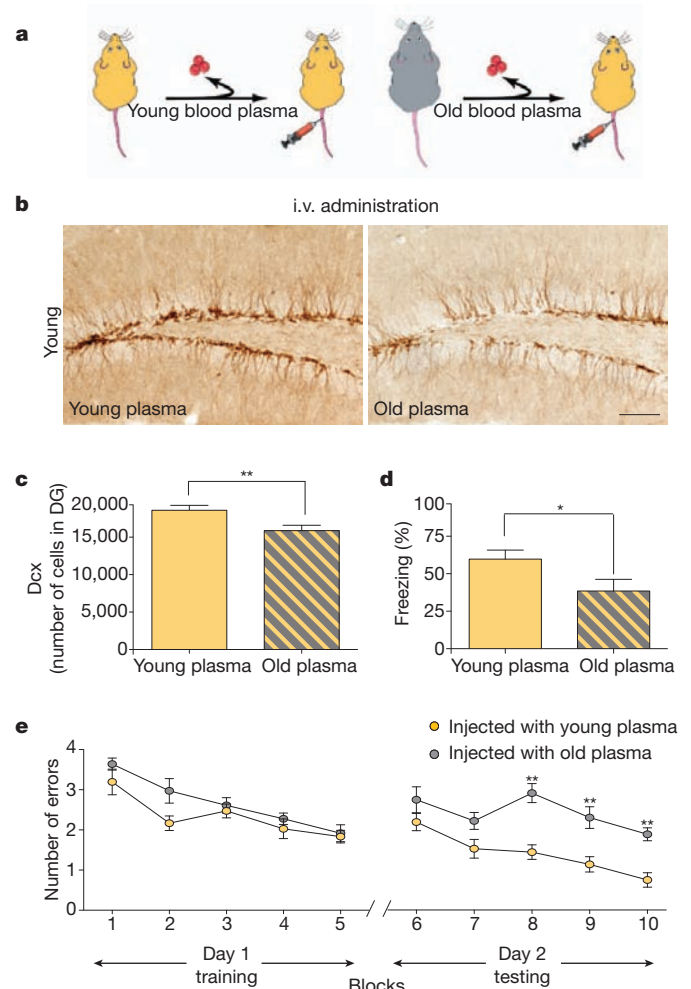 a
Young blood plasma
Old blood plasma
b
i.v. administration
Young
Young plasma
Old plasma
c
**
Dcx
(number of cells in DG)
20,000
15,000
10,000
5,000
0
Young plasma
Old plasma
d
*
Freezing (%)
100
75
50
25
0
Young plasma
Old plasma
e
Injected with young plasma
Injected with old plasma
Number of errors
4
3
2
1
0
** ** **
1 2 3 4 5 6 7 8 9 10
Day 1
training
Day 2
testing
Blocks